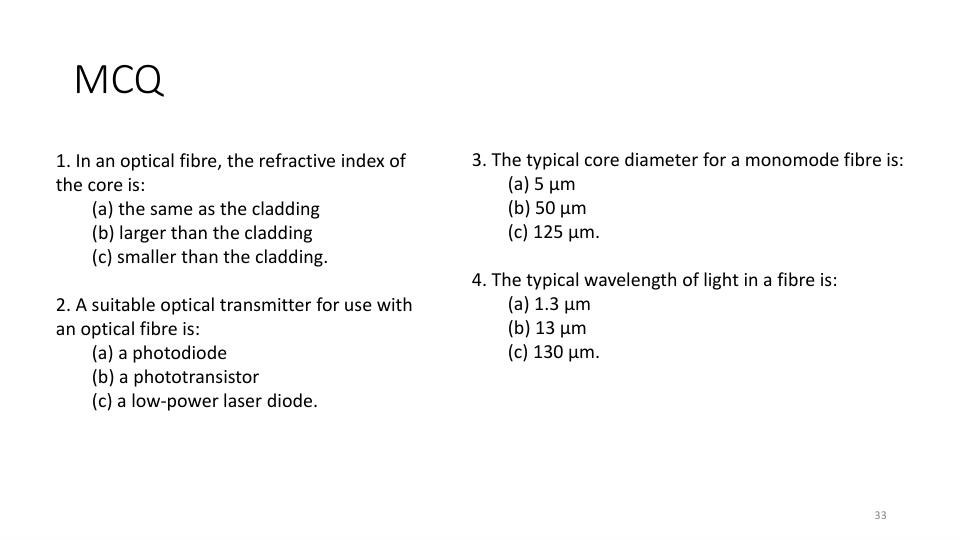 MCQ
1. In an optical fibre, the refractive index of
the core is:
(a) the same as the cladding
(b) larger than the cladding
(c) smaller than the cladding.
2. A suitable optical transmitter for use with
an optical fibre is:
(a) a photodiode
(b) a phototransistor
(c) a low-power laser diode.
3. The typical core diameter for a monomode fibre is:
(a) 5 µm
(b) 50 µm
(c) 125 µm.
4. The typical wavelength of light in a fibre is:
(a) 1.3 µm
(b) 13 µm
(c) 130 µm.
33